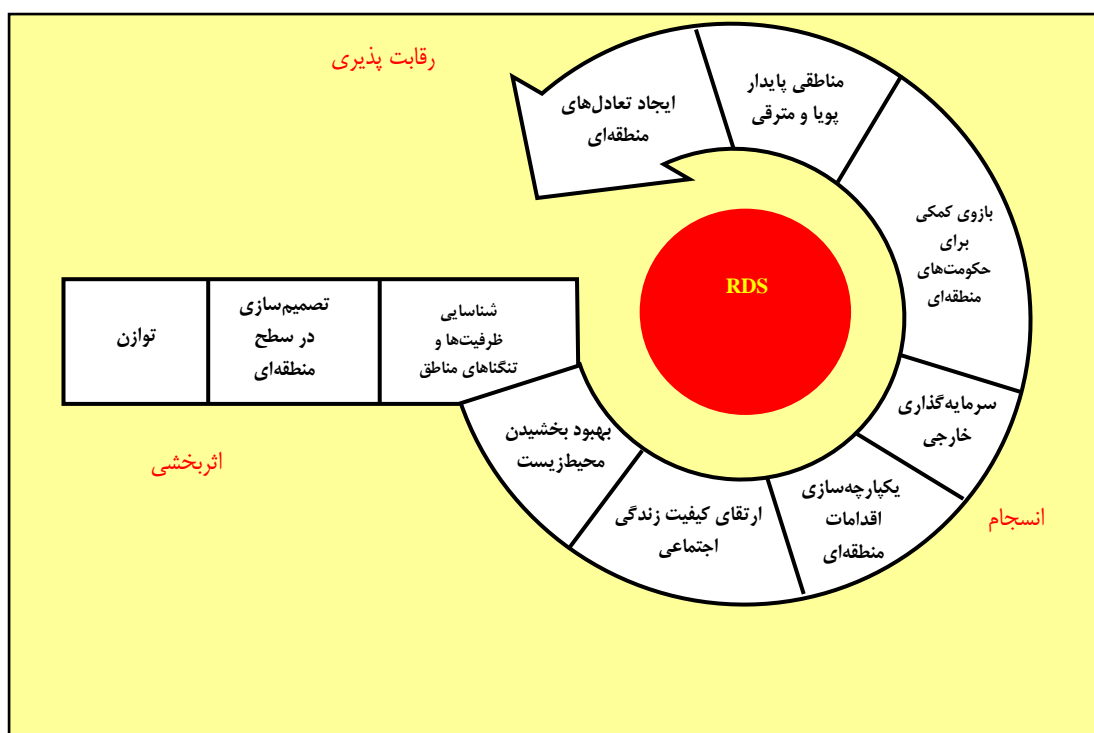 رقابت پذیری
ایجاد تعادل‌های
منطقه‌ای
مناطقی پایدار
پویا و مترقی
بازوی کمکی
برای
حکومت‌های
منطقه‌ای
RDS
توازن
تصمیم‌سازی
در سطح
منطقه‌ای
شناسایی
ظرفیت‌ها و
تنگناهای مناطق
سرمایه‌گذاری
خارجی
بهبود بخشیدن
محیط‌زیست
ارتقای کیفیت زندگی
اجتماعی
یکپارچه‌سازی
اقدامات
منطقه‌ای
اثربخشی
انسجام